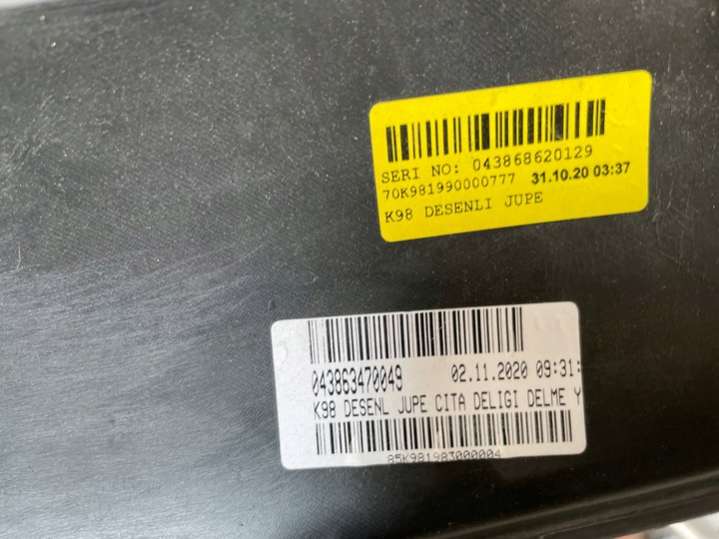 SERI NO: 043868620129
70K981990000777 31.10.20 03:37
K98 DESENLI JUPE
043863470049 02.11.2020 09:31:
K98 DESENL JUPE CITA DELIGI DELME Y
85K981983000004